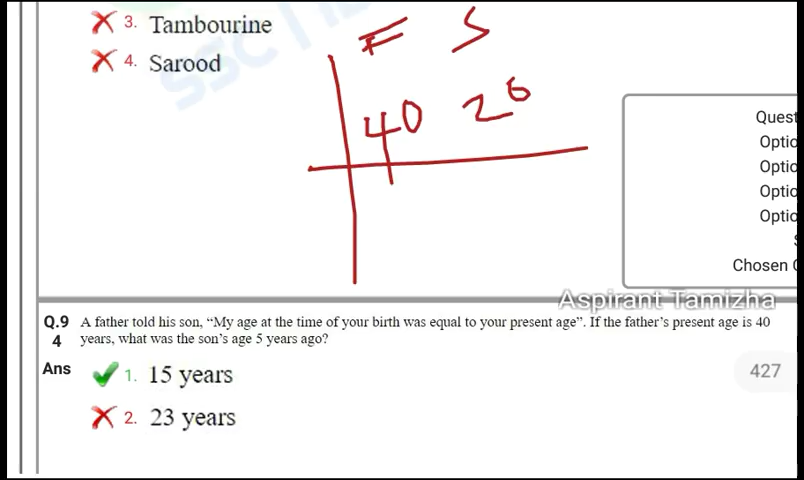 3. Tambourine
4. Sarood
F S
40 20
Quest
Optio
Optio
Optio
Optio
Chosen
Aspirant Tamizha
Q.9 A father told his son, “My age at the time of your birth was equal to your present age”. If the father’s present age is 40
4 years, what was the son’s age 5 years ago?
Ans 1. 15 years
427
2. 23 years